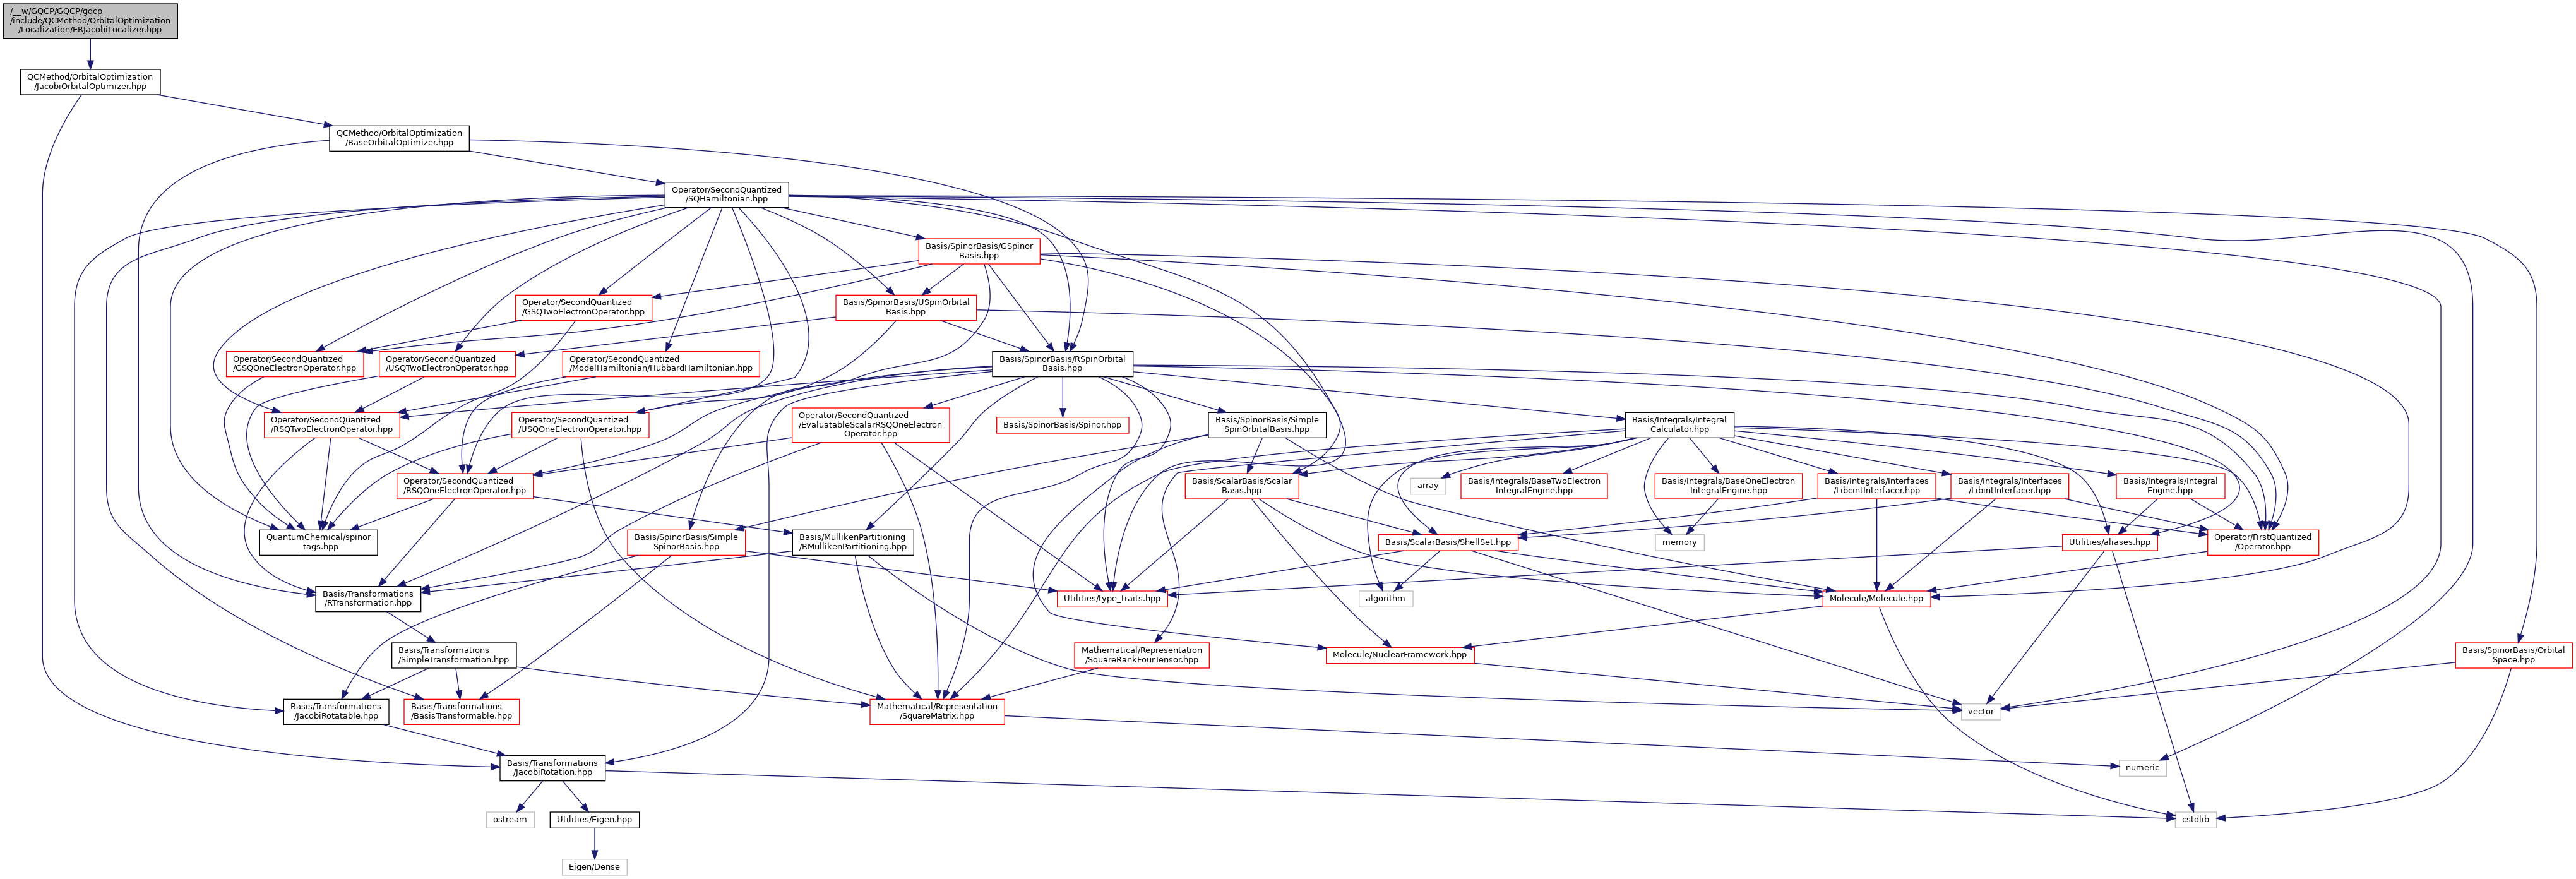 /__w/GQCP/GQCP/gqcp
/include/QCMethod/OrbitalOptimization
/Localization/ERJacobiLocalizer.hpp
QCMethod/OrbitalOptimization
/JacobiOrbitalOptimizer.hpp
QCMethod/OrbitalOptimization
/BaseOrbitalOptimizer.hpp
Operator/SecondQuantized
/SQHamiltonian.hpp
Basis/SpinorBasis/GSpinor
Basis.hpp
Operator/SecondQuantized
/GSQTwoElectronOperator.hpp
Basis/SpinorBasis/USpinOrbital
Basis.hpp
Operator/SecondQuantized
/GSQOneElectronOperator.hpp
Operator/SecondQuantized
/USQTwoElectronOperator.hpp
Operator/SecondQuantized
/ModelHamiltonian/HubbardHamiltonian.hpp
Basis/SpinorBasis/RSpinOrbital
Basis.hpp
Operator/SecondQuantized
/RSQTwoElectronOperator.hpp
Operator/SecondQuantized
/USQOneElectronOperator.hpp
Operator/SecondQuantized
/EvaluatableScalarRSQOneElectron
Operator.hpp
Basis/SpinorBasis/Spinor.hpp
Basis/SpinorBasis/Simple
SpinOrbitalBasis.hpp
Basis/Integrals/Integral
Calculator.hpp
Operator/SecondQuantized
/RSQOneElectronOperator.hpp
Basis/ScalarBasis/Scalar
Basis.hpp
array
Basis/Integrals/BaseTwoElectron
IntegralEngine.hpp
Basis/Integrals/BaseOneElectron
IntegralEngine.hpp
Basis/Integrals/Interfaces
/LibcintInterfacer.hpp
Basis/Integrals/Interfaces
/LibintInterfacer.hpp
Basis/Integrals/Integral
Engine.hpp
QuantumChemical/spinor
_tags.hpp
Basis/SpinorBasis/Simple
SpinorBasis.hpp
Basis/MullikenPartitioning
/RMullikenPartitioning.hpp
Basis/ScalarBasis/ShellSet.hpp
memory
Utilities/aliases.hpp
Operator/FirstQuantized
/Operator.hpp
Basis/Transformations
/RTransformation.hpp
Utilities/type_traits.hpp
algorithm
Molecule/Molecule.hpp
Basis/Transformations
/SimpleTransformation.hpp
Mathematical/Representation
/SquareRankFourTensor.hpp
Molecule/NuclearFramework.hpp
Basis/SpinorBasis/Orbital
Space.hpp
Basis/Transformations
/JacobiRotatable.hpp
Basis/Transformations
/BasisTransformable.hpp
Mathematical/Representation
/SquareMatrix.hpp
vector
Basis/Transformations
/JacobiRotation.hpp
numeric
ostream
Utilities/Eigen.hpp
cstdlib
Eigen/Dense